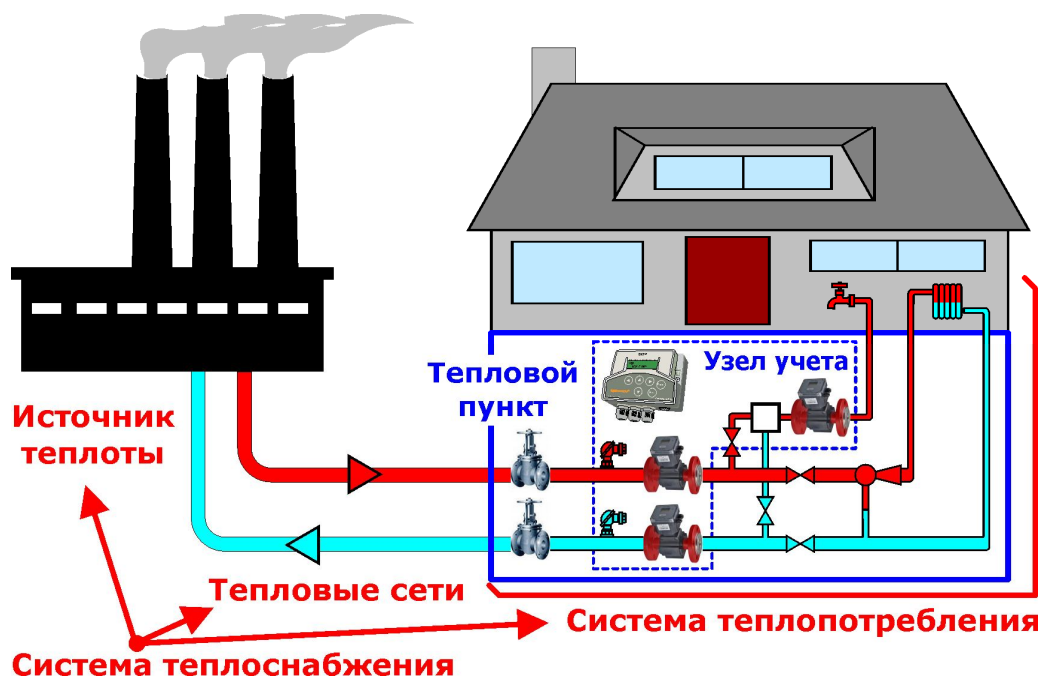 Узел учета
Тепловой
пункт
Источник
теплоты
Тепловые сети
Система теплопотребления
Система теплоснабжения